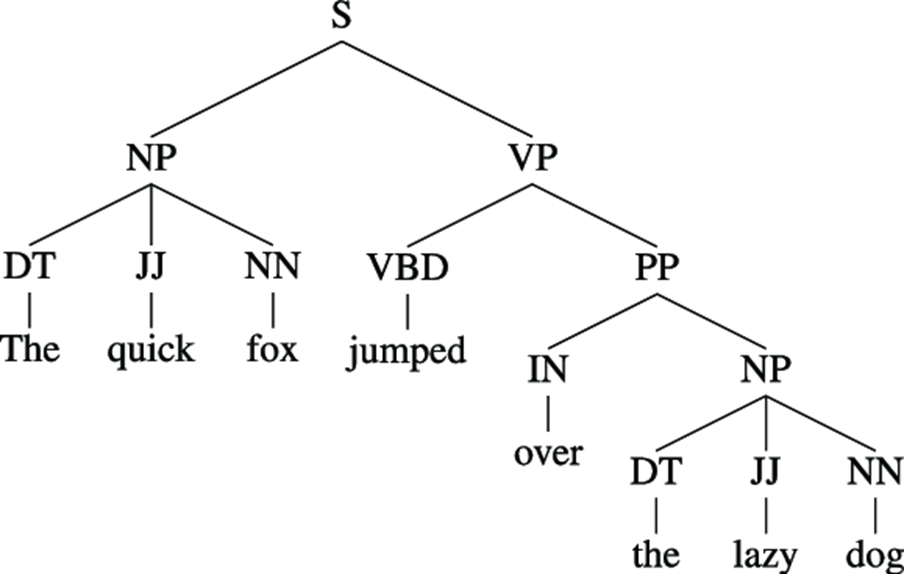 S
NP VP
DT JJ NN VBD PP
The quick fox jumped
IN NP
over
DT JJ NN
the lazy dog